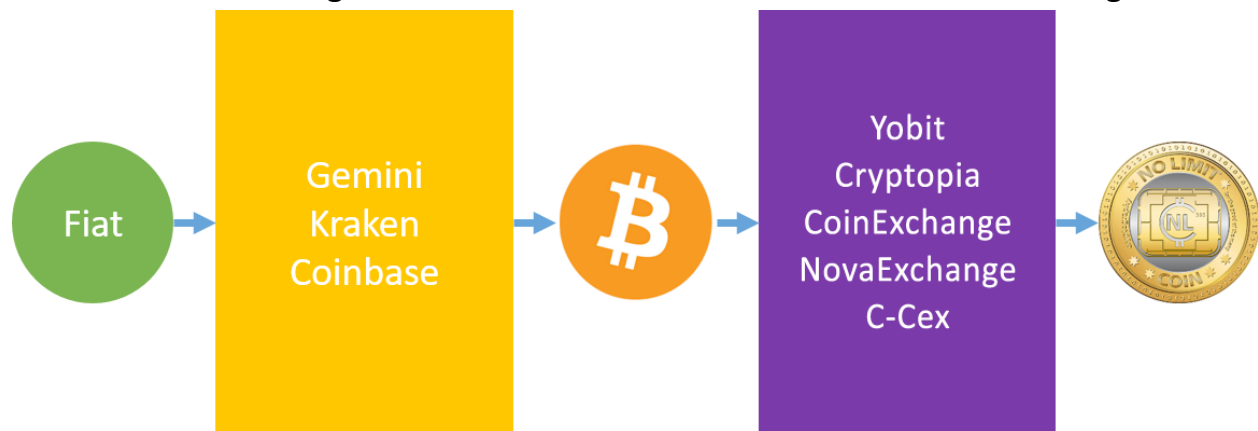 Fiat
Gemini
Kraken
Coinbase
Yobit
Cryptopia
CoinExchange
NovaExchange
C-Cex
NO LIMIT
NL
COIN